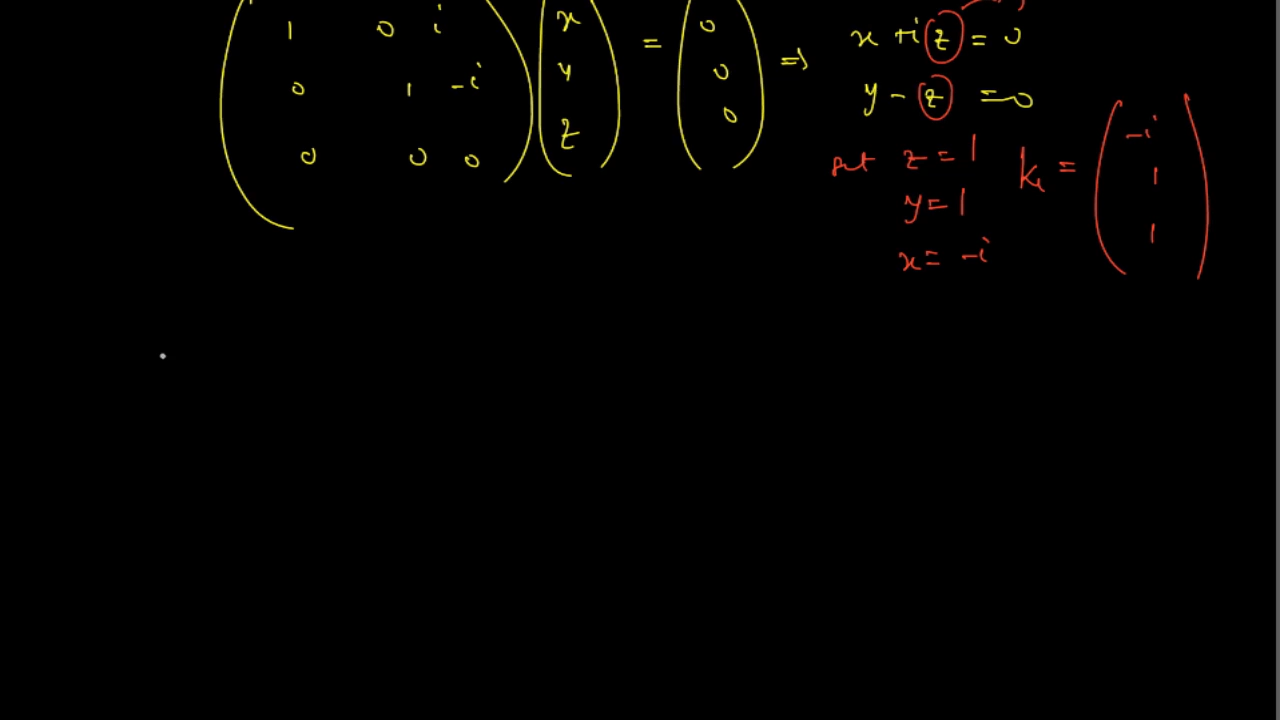 ( 1 0 i ) ( x ) = ( 0 ) ⇒ x + i z = 0
( 0 1 -i ) ( y ) ( 0 ) y - z = 0
( 0 0 0 ) ( z ) ( 0 )
put z = 1
y = 1
x = -i
K₁ = ( -i )
( 1 )
( 1 )